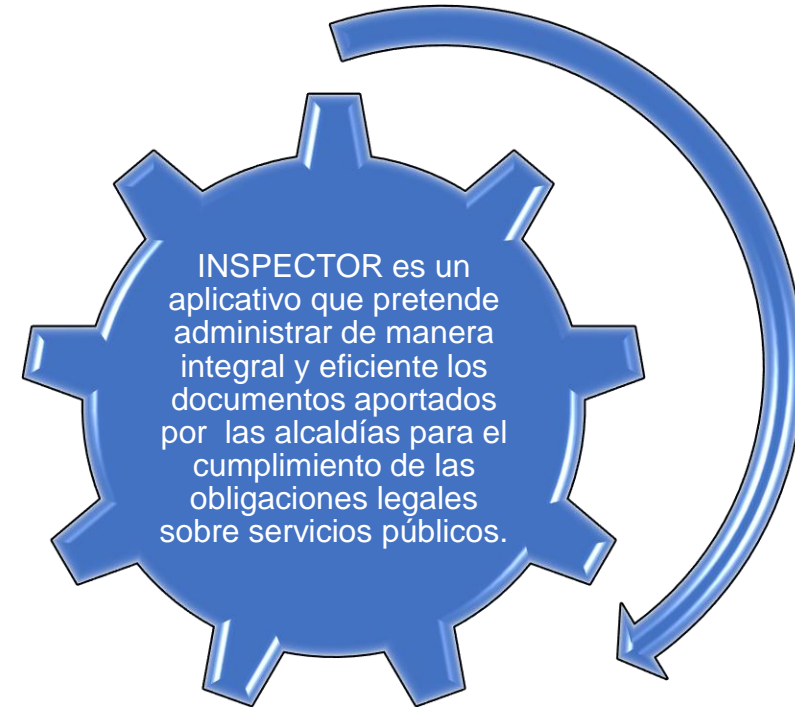 INSPECTOR es un
aplicativo que pretende
administrar de manera
integral y eficiente los
documentos aportados
por  las alcaldías para el
cumplimiento de las
obligaciones legales
sobre servicios públicos.